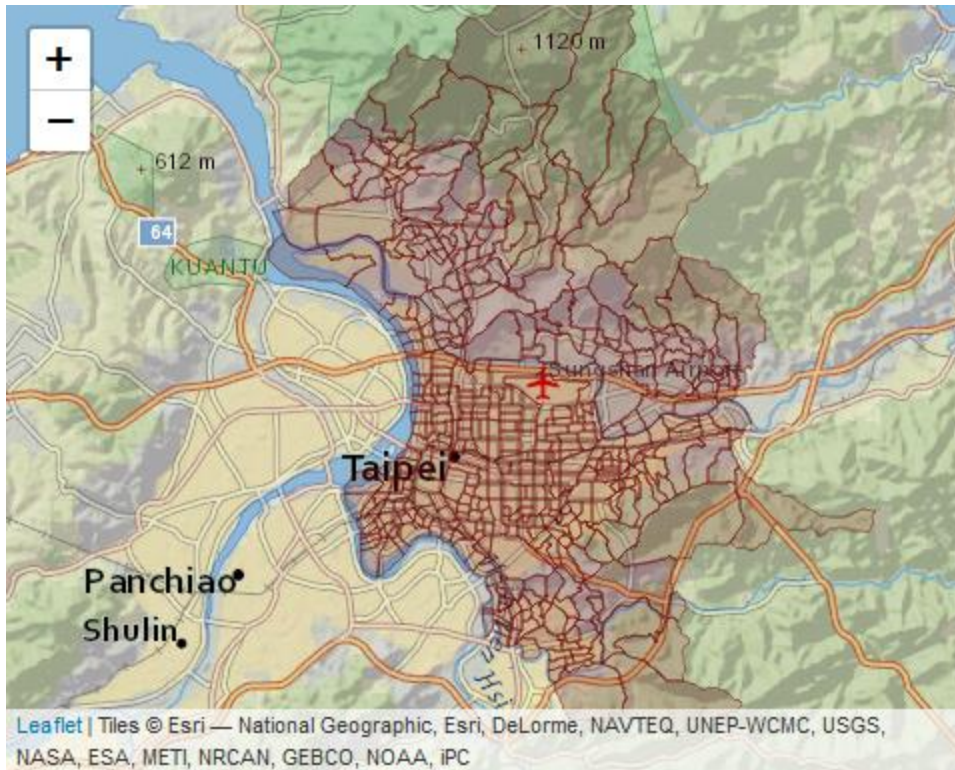 +
1120 m
−
612 m
64
KUANTU
Sungshan Airport
Taipei
Panchiao
Shulin
Hsi
Leaflet | Tiles © Esri — National Geographic, Esri, DeLorme, NAVTEQ, UNEP-WCMC, USGS,
NASA, ESA, METI, NRCAN, GEBCO, NOAA, iPC